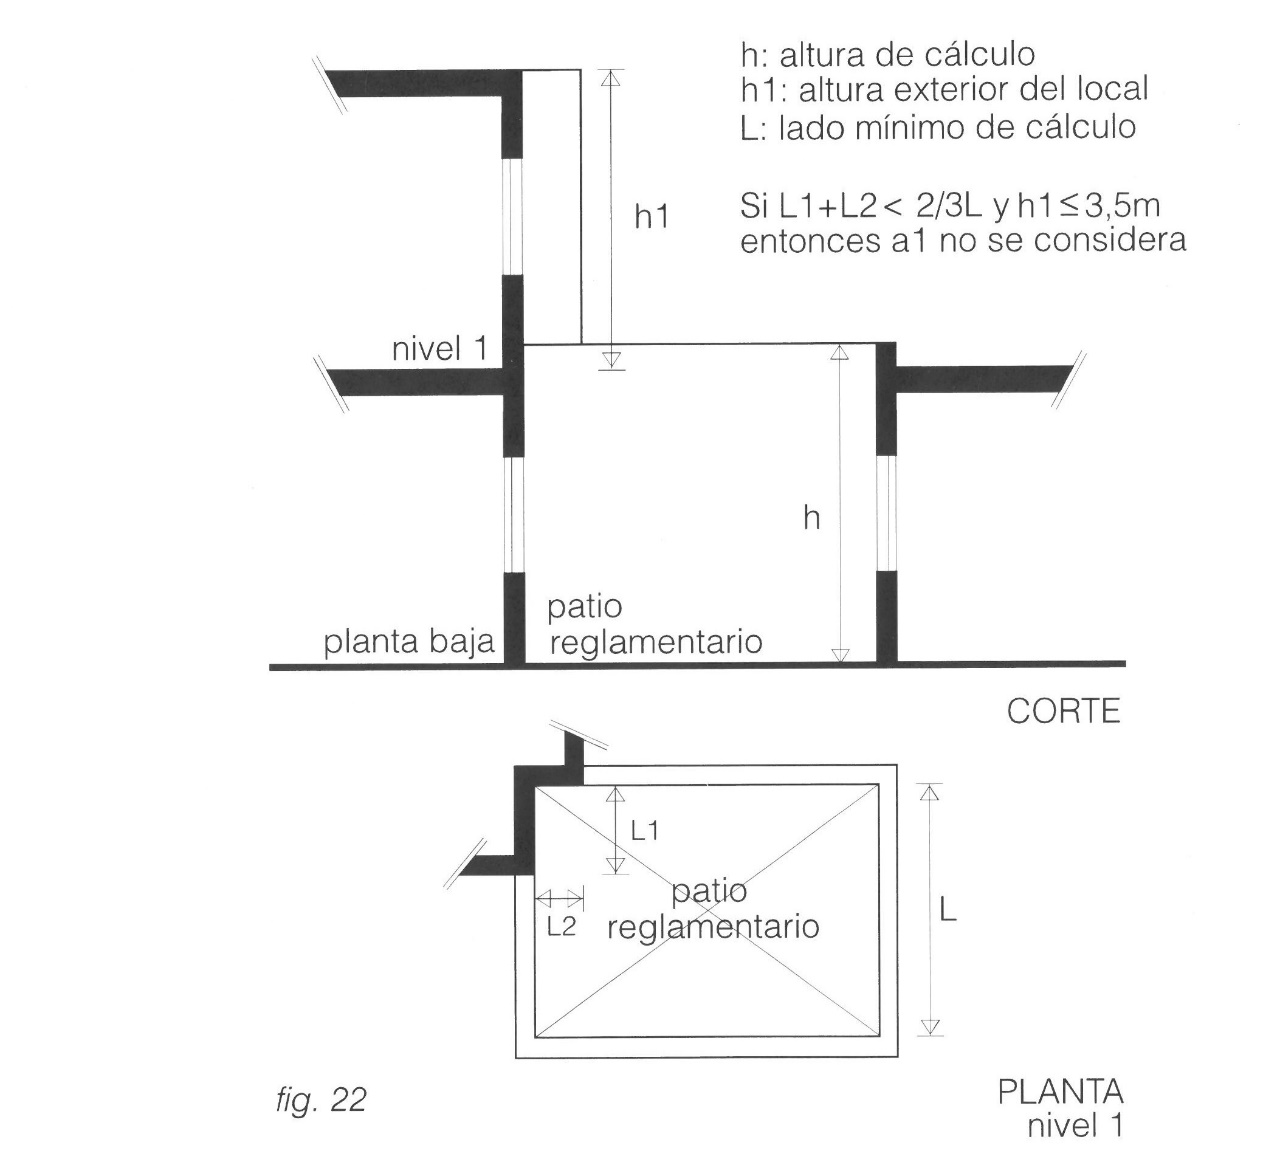 h: altura de cálculo
h1: altura exterior del local
L: lado mínimo de cálculo
Si L1+L2< 2/3L y h1≤3,5m
entonces a1 no se considera
h1
nivel 1
h
patio
reglamentario
planta baja
CORTE
L1
patio
reglamentario
L2
L
fig. 22
PLANTA
nivel 1